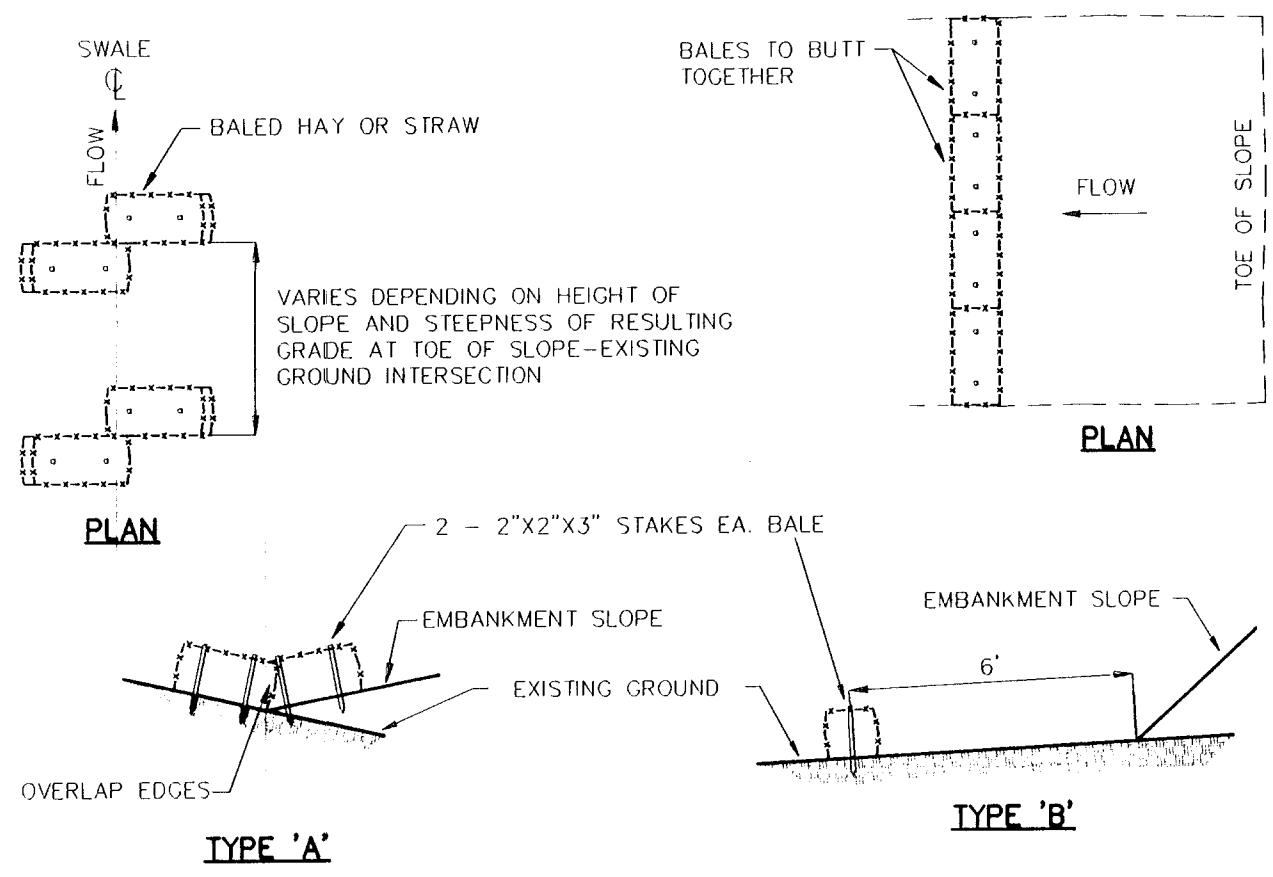 SWALE
℄
FLOW
BALED HAY OR STRAW
VARIES DEPENDING ON HEIGHT OF
SLOPE AND STEEPNESS OF RESULTING
GRADE AT TOE OF SLOPE-EXISTING
GROUND INTERSECTION
PLAN
BALES TO BUTT
TOGETHER
FLOW
TOE OF SLOPE
PLAN
2 - 2"X2"X3" STAKES EA. BALE
EMBANKMENT SLOPE
EXISTING GROUND
OVERLAP EDGES
TYPE 'A'
EMBANKMENT SLOPE
6'
TYPE 'B'